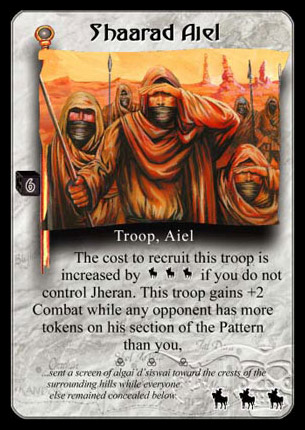 Shaarad Aiel
6
Troop, Aiel
The cost to recruit this troop is
increased by if you do not
control Jheran. This troop gains +2
Combat while any opponent has more
tokens on his section of the Pattern
than you,
...sent a screen of algai'd'siswai toward the crests of the
surrounding hills while everyone
else remained concealed below.